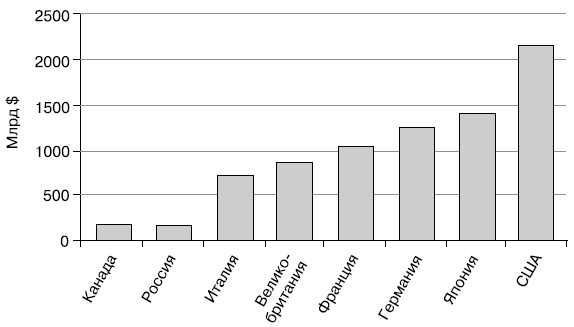 2500
2000
1500
1000
500
0
Млрд $
Канада
Россия
Италия
Велико-
британия
Франция
Германия
Япония
США